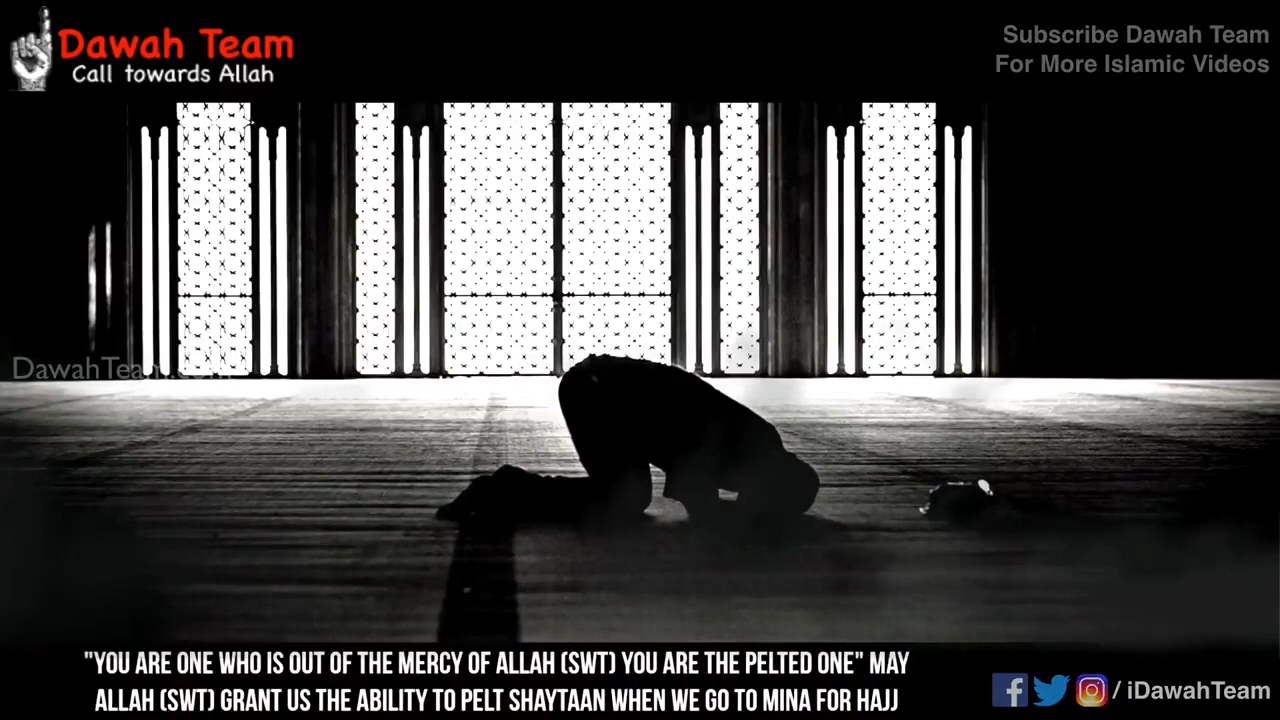 Dawah Team
Call towards Allah
Subscribe Dawah Team
For More Islamic Videos
DawahTeam.com
"YOU ARE ONE WHO IS OUT OF THE MERCY OF ALLAH (SWT) YOU ARE THE PELTED ONE" MAY
ALLAH (SWT) GRANT US THE ABILITY TO PELT SHAYTAAN WHEN WE GO TO MINA FOR HAJJ
/ iDawahTeam